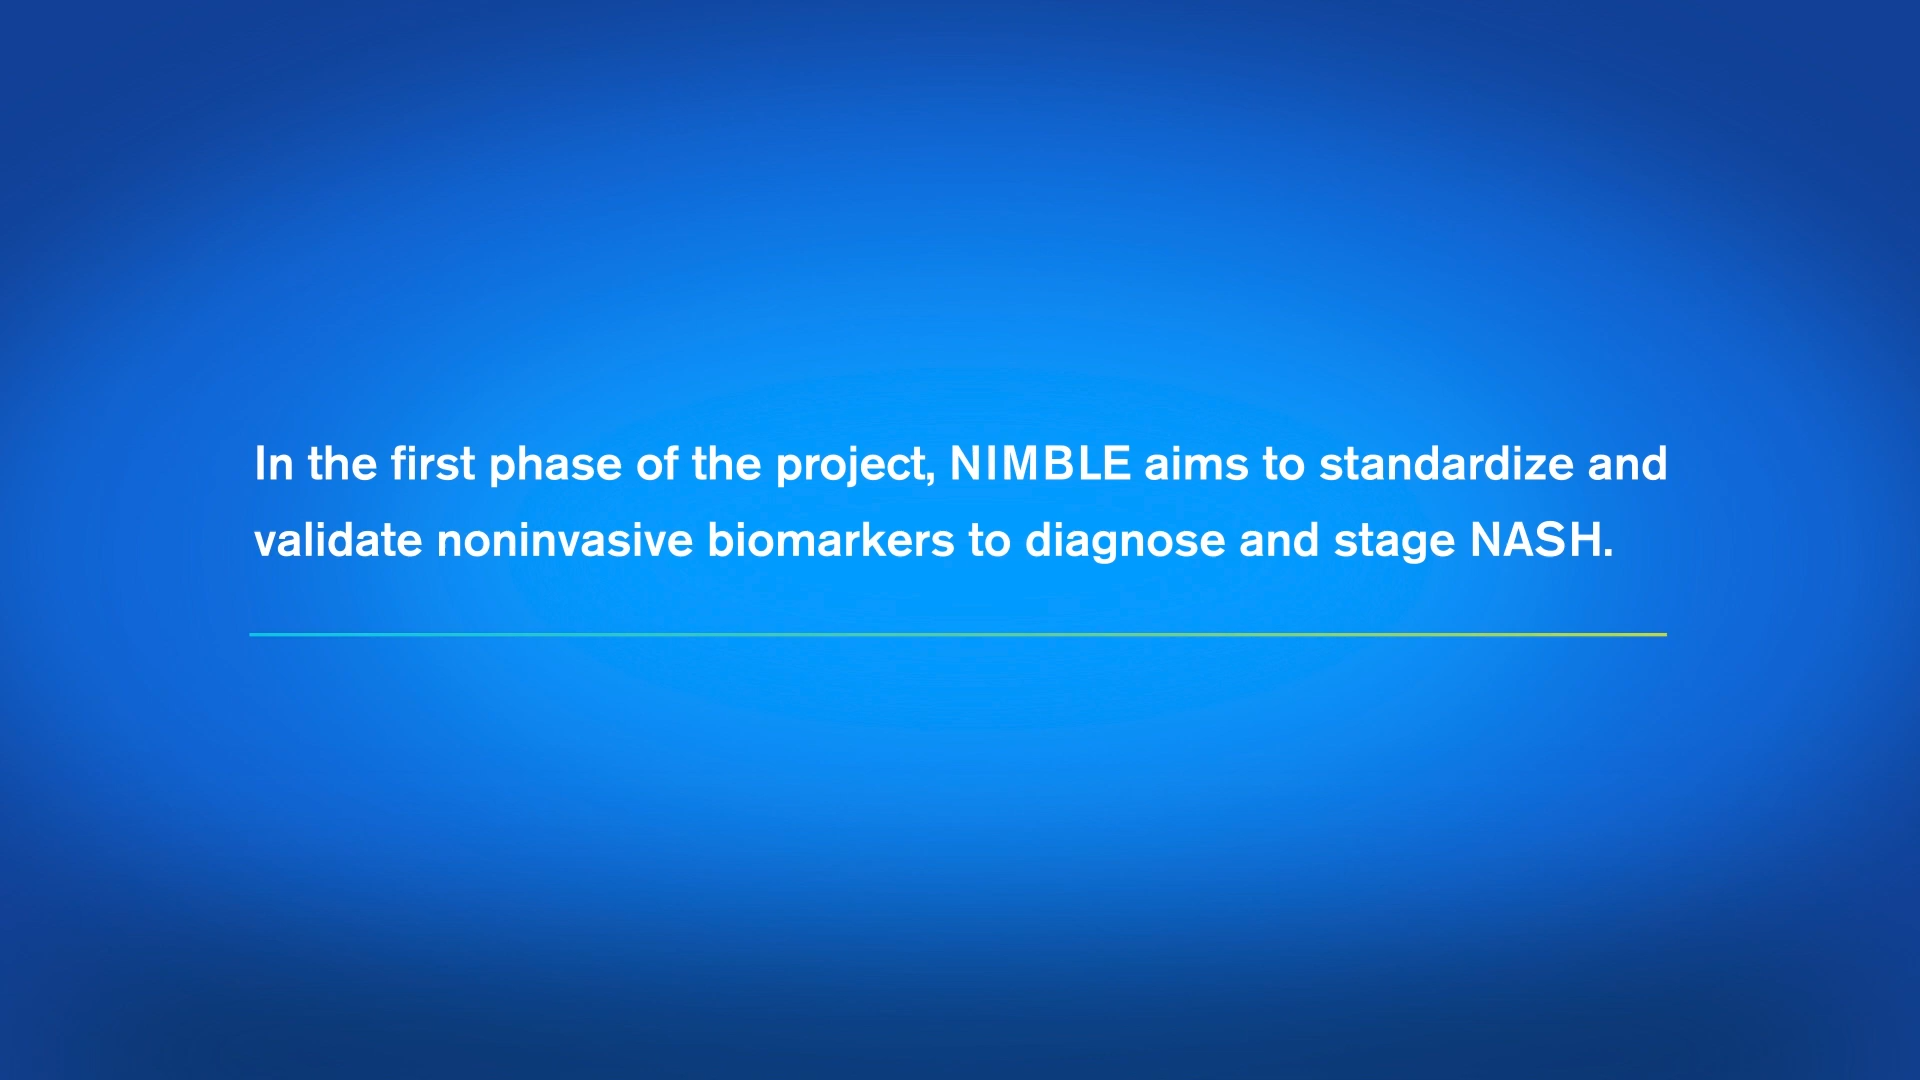 In the first phase of the project, NIMBLE aims to standardize and
validate noninvasive biomarkers to diagnose and stage NASH.